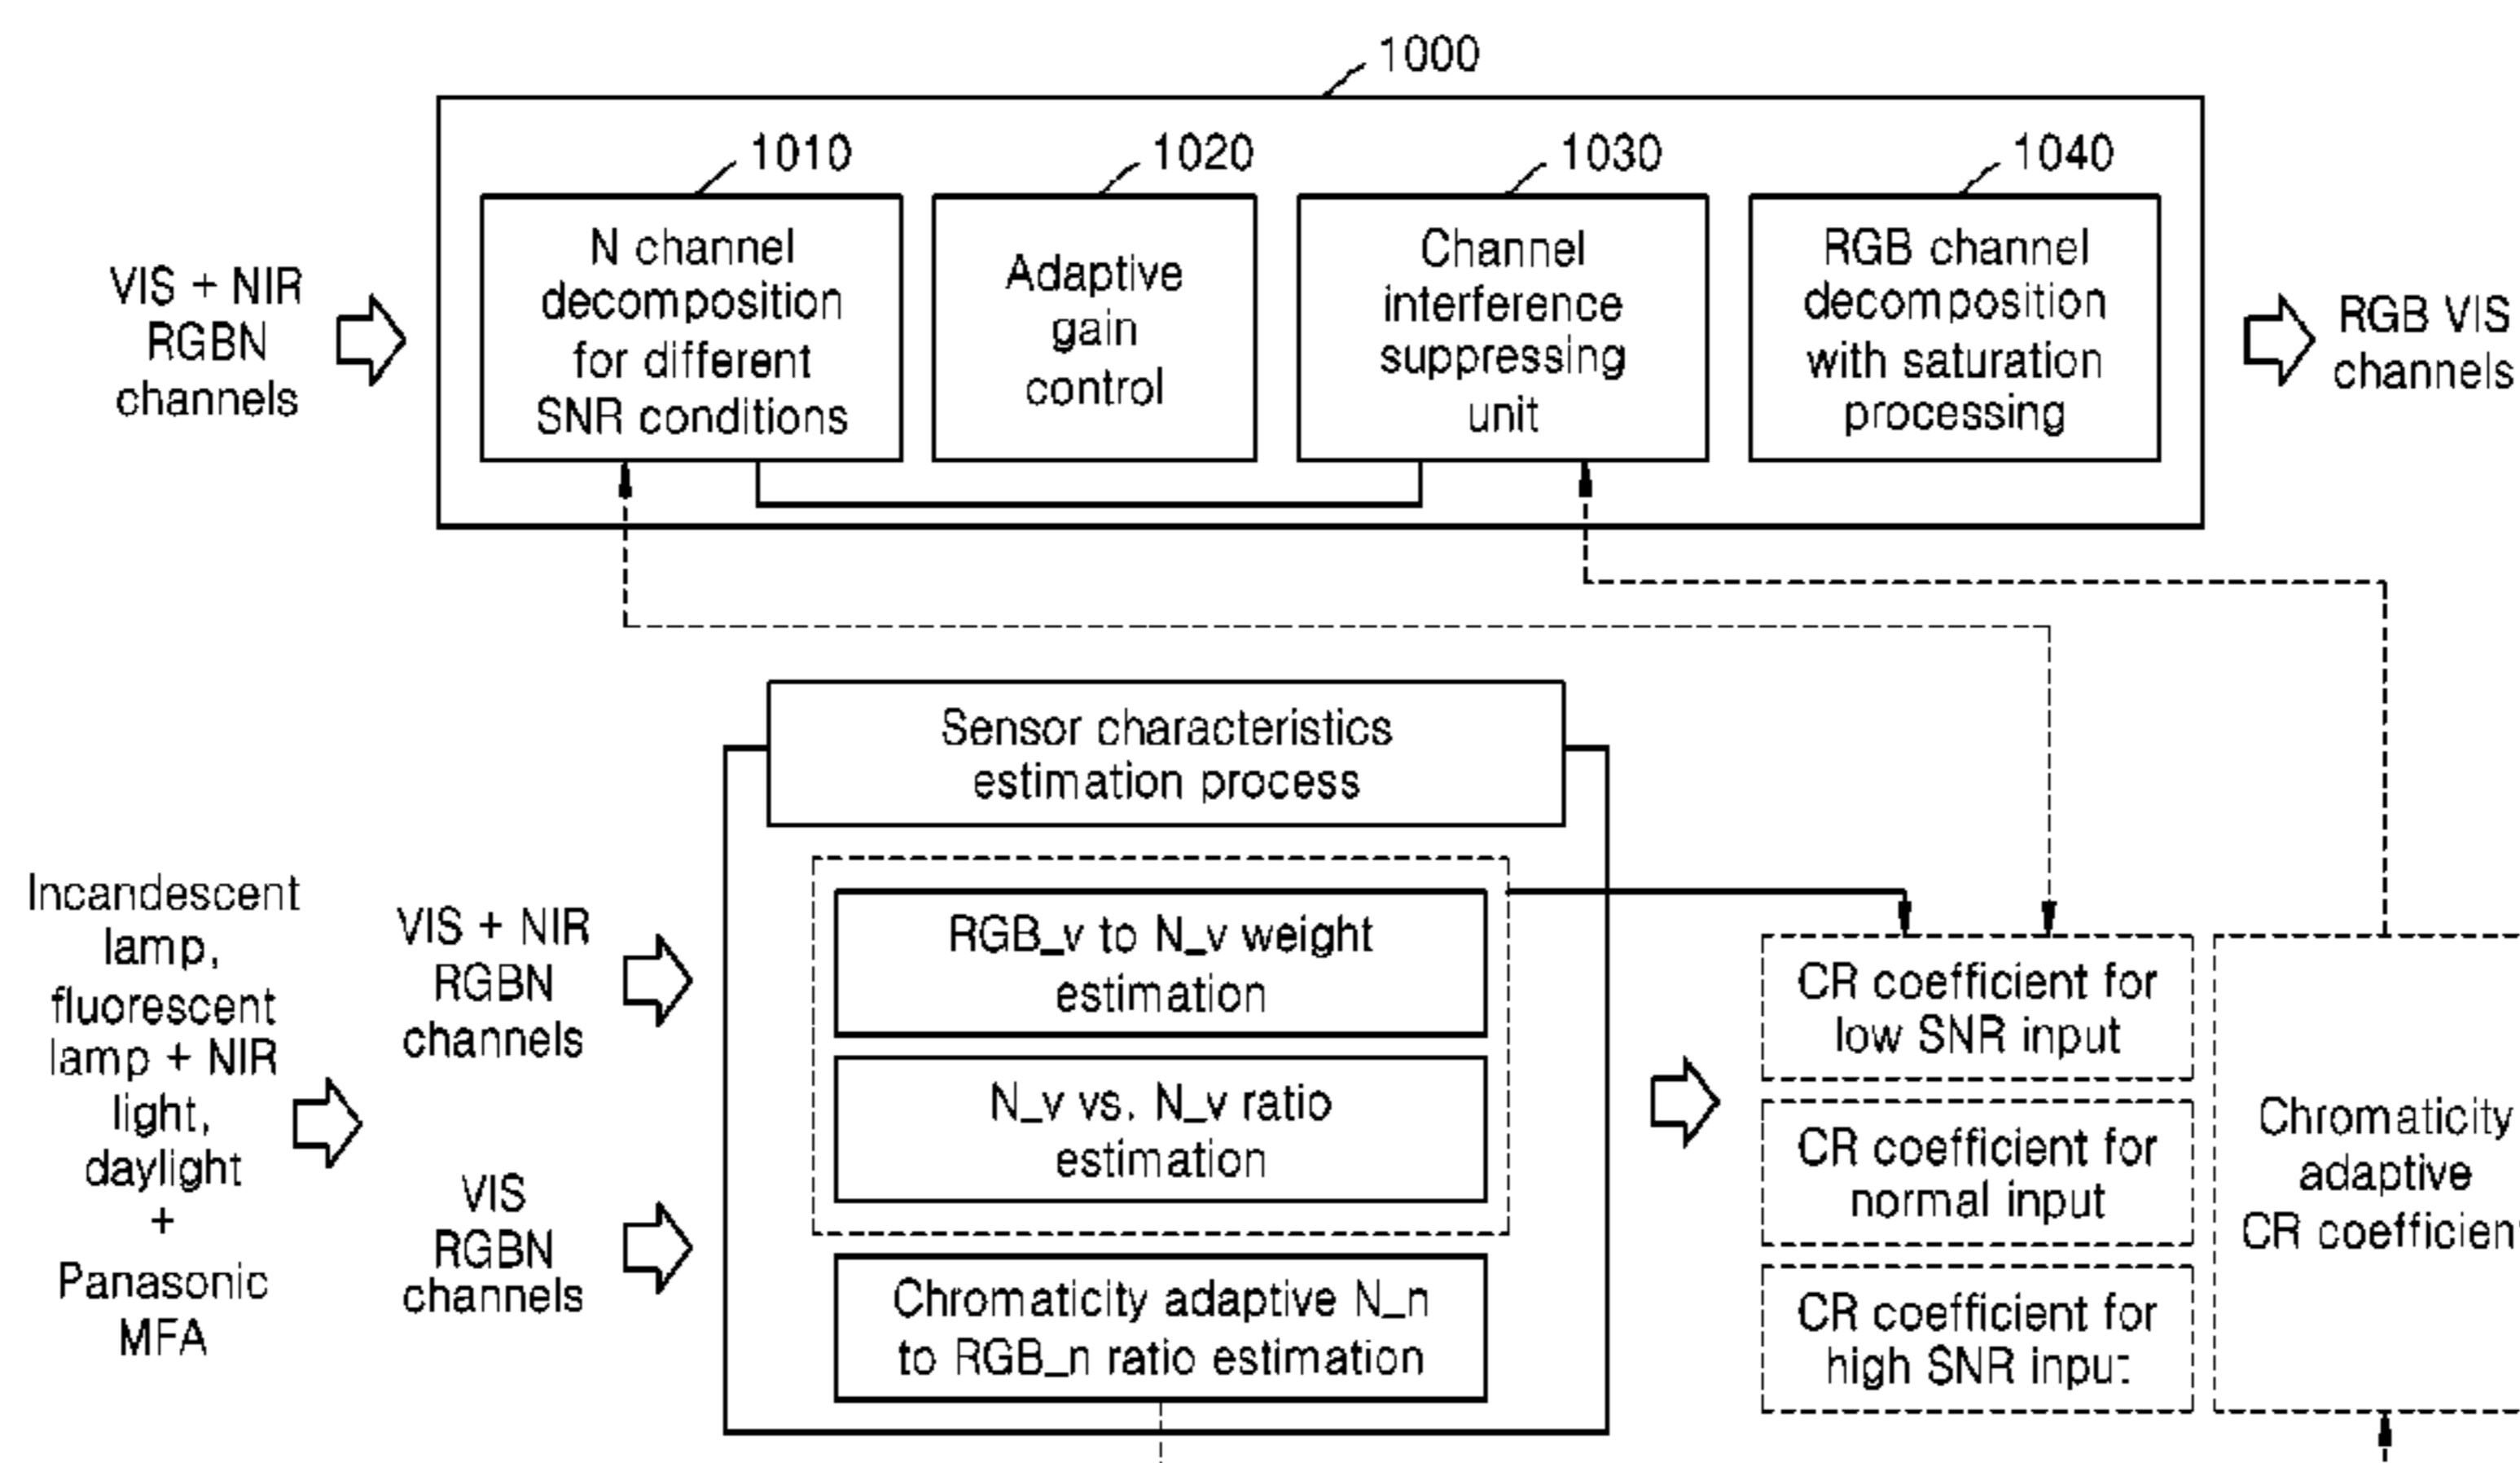 1000
1010
1020
1030
1040
VIS + NIR
RGBN
channels
N channel
decomposition
for different
SNR conditions
Adaptive
gain
control
Channel
interference
suppressing
unit
RGB channel
decomposition
with saturation
processing
RGB VIS
channels
Sensor characteristics
estimation process
Incandescent
lamp,
fluorescent
lamp + NIR
light,
daylight
+
Panasonic
MFA
VIS + NIR
RGBN
channels
VIS
RGBN
channels
RGB_v to N_v weight
estimation
N_v vs. N_v ratio
estimation
Chromaticity adaptive N_n
to RGB_n ratio estimation
CR coefficient for
low SNR input
CR coefficient for
normal input
CR coefficient for
high SNR input
Chromaticity
adaptive
CR coefficient